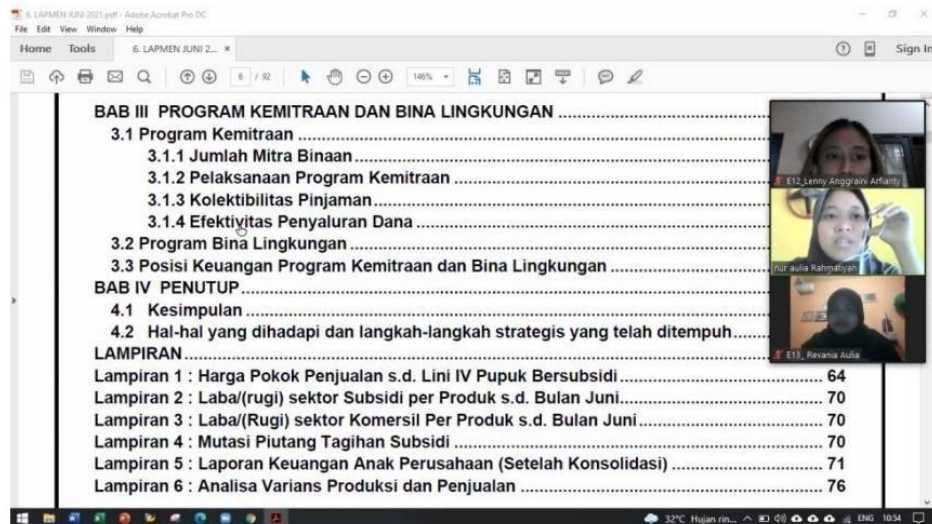 6. LAPMEN JUNI 2021.pdf - Adobe Acrobat Pro DC
File Edit View Window Help
Home Tools 6. LAPMEN JUNI 2... × Sign In
6 / 92 146%
BAB III PROGRAM KEMITRAAN DAN BINA LINGKUNGAN
3.1 Program Kemitraan
3.1.1 Jumlah Mitra Binaan
3.1.2 Pelaksanaan Program Kemitraan
3.1.3 Kolektibilitas Pinjaman
3.1.4 Efektivitas Penyaluran Dana
3.2 Program Bina Lingkungan
3.3 Posisi Keuangan Program Kemitraan dan Bina Lingkungan
BAB IV PENUTUP
4.1 Kesimpulan
4.2 Hal-hal yang dihadapi dan langkah-langkah strategis yang telah ditempuh
LAMPIRAN
Lampiran 1 : Harga Pokok Penjualan s.d. Lini IV Pupuk Bersubsidi 64
Lampiran 2 : Laba/(rugi) sektor Subsidi per Produk s.d. Bulan Juni 70
Lampiran 3 : Laba/(Rugi) sektor Komersil Per Produk s.d. Bulan Juni 70
Lampiran 4 : Mutasi Piutang Tagihan Subsidi 70
Lampiran 5 : Laporan Keuangan Anak Perusahaan (Setelah Konsolidasi) 71
Lampiran 6 : Analisa Varians Produksi dan Penjualan 76
E12_Lenny Anggraini Arfianty
nur aulia Rahmatiyah
E13_ Revania Aulia
32°C Hujan rin... ENG 10:54